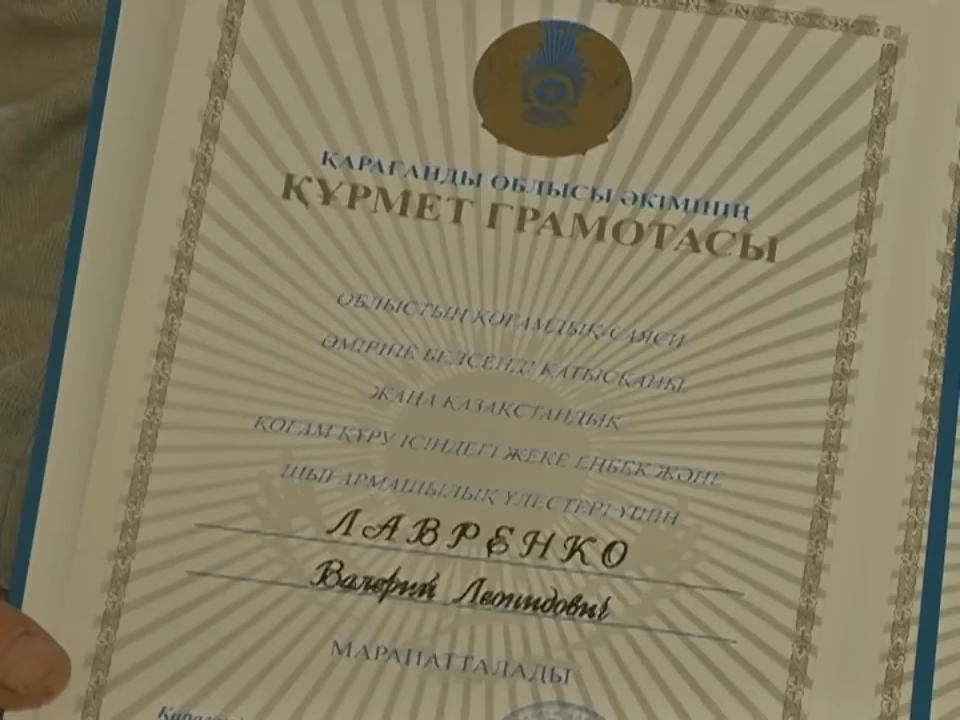 ҚАРАҒАНДЫ ОБЛЫСЫ ӘКІМІНІҢ
ҚҰРМЕТ ГРАМОТАСЫ
ОБЛЫСТЫҢ ҚОҒАМДЫҚ-САЯСИ
ӨМІРІНЕ БЕЛСЕНДІ ҚАТЫСҚАНЫ,
ЖАҢА ҚАЗАҚСТАНДЫҚ
ҚОҒАМ ҚҰРУ ІСІНДЕГІ ЖЕКЕ ЕҢБЕК ЖӘНЕ
ШЫҒАРМАШЫЛЫҚ ҮЛЕСТЕРІ ҮШІН
ЛАВРЕНКО
Валерий Леонидович
МАРАПАТТАЛАДЫ